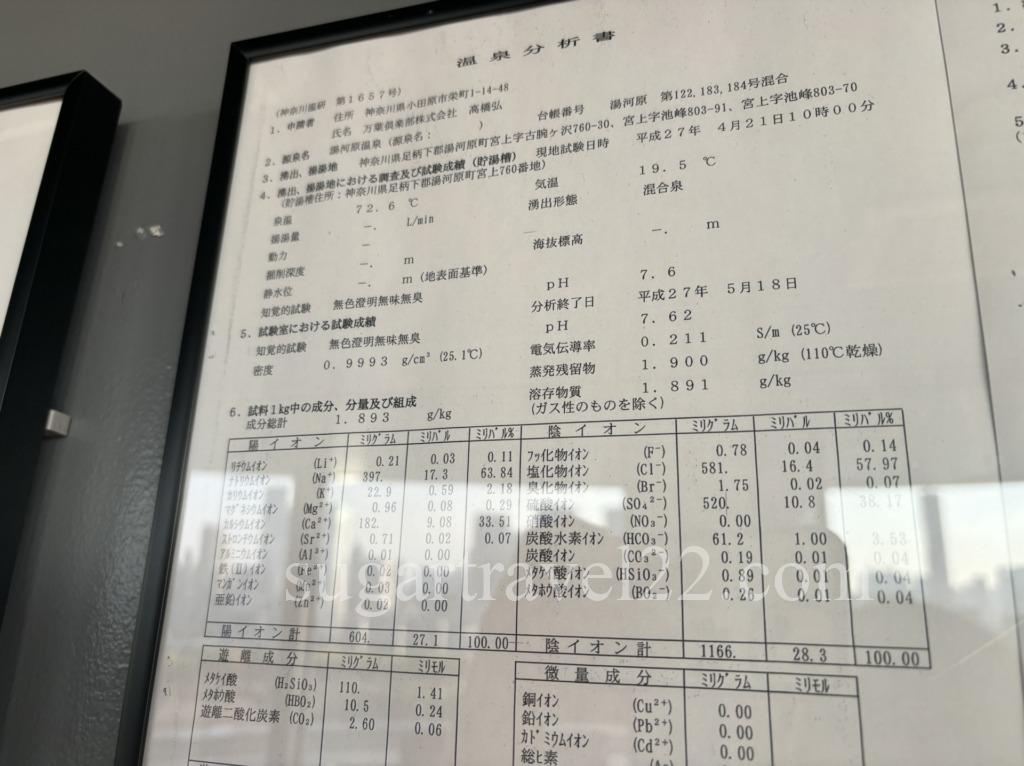 温泉分析書
(神奈川温研 第1657号)
1. 申請者 住所 神奈川県小田原市栄町1-14-48
氏名 万葉倶楽部株式会社 高橋弘
2. 源泉名 湯河原温泉 (源泉名： ) 台帳番号 湯河原 第122,183,184号混合
3. 湧出、揚湯地 神奈川県足柄下郡湯河原町宮上字古腕ヶ沢760-30、宮上字池峰803-91、宮上字池峰803-70
4. 湧出、揚湯地における調査及び試験成績 (貯湯槽) 現地試験日時 平成27年 4月21日10時00分
(貯湯槽住所：神奈川県足柄下郡湯河原町宮上760番地)
泉温 72.6 ℃ 気温 19.5 ℃
揚湯量 −. L/min 湧出形態 混合泉
動力 −
掘削深度 −. m 海抜標高 −. m
静水位 −. m (地表面基準)
知覚的試験 無色澄明無味無臭 pH 7.6
5. 試験室における試験成績 分析終了日 平成27年 5月18日
知覚的試験 無色澄明無味無臭 pH 7.62
密度 0.9993 g/cm³ (25.1℃) 電気伝導率 0.211 S/m (25℃)
蒸発残留物 1.900 g/kg (110℃乾燥)
6. 試料1kg中の成分、分量及び組成 溶存物質 1.891 g/kg
成分総計 1.893 g/kg (ガス性のものを除く)
陽イオン ミリグラム ミリバル ミリバル% 陰イオン ミリグラム ミリバル ミリバル%
リチウムイオン (Li⁺) 0.21 0.03 0.11 フッ化物イオン (F⁻) 0.78 0.04 0.14
ナトリウムイオン (Na⁺) 397. 17.3 63.84 塩化物イオン (Cl⁻) 581. 16.4 57.97
カリウムイオン (K⁺) 22.9 0.59 2.18 臭化物イオン (Br⁻) 1.75 0.02 0.07
マグネシウムイオン (Mg²⁺) 0.96 0.08 0.29 硫酸イオン (SO₄²⁻) 520. 10.8 38.17
カルシウムイオン (Ca²⁺) 182. 9.08 33.51 硝酸イオン (NO₃⁻) 0.00
ストロンチウムイオン (Sr²⁺) 0.71 0.02 0.07 炭酸水素イオン (HCO₃⁻) 61.2 1.00 3.53
アルミニウムイオン (Al³⁺) 0.01 0.00 炭酸イオン (CO₃²⁻) 0.19 0.01 0.04
鉄(II)イオン (Fe²⁺) 0.02 0.00 メタケイ酸イオン (HSiO₃⁻) 0.89 0.01 0.04
マンガンイオン (Mn²⁺) 0.03 0.00 メタホウ酸イオン (BO₂⁻) 0.26 0.01 0.04
亜鉛イオン (Zn²⁺) 0.02 0.00
陽イオン計 604. 27.1 100.00 陰イオン計 1166. 28.3 100.00
遊離成分 ミリグラム ミリモル 微量成分 ミリグラム ミリモル
メタケイ酸 (H₂SiO₃) 110. 1.41 銅イオン (Cu²⁺) 0.00
メタホウ酸 (HBO₂) 10.5 0.24 鉛イオン (Pb²⁺) 0.00
遊離二酸化炭素 (CO₂) 2.60 0.06 カドミウムイオン (Cd²⁺) 0.00
総ヒ素 0.00
sugartravel22.com
1.
2.
3.
4.